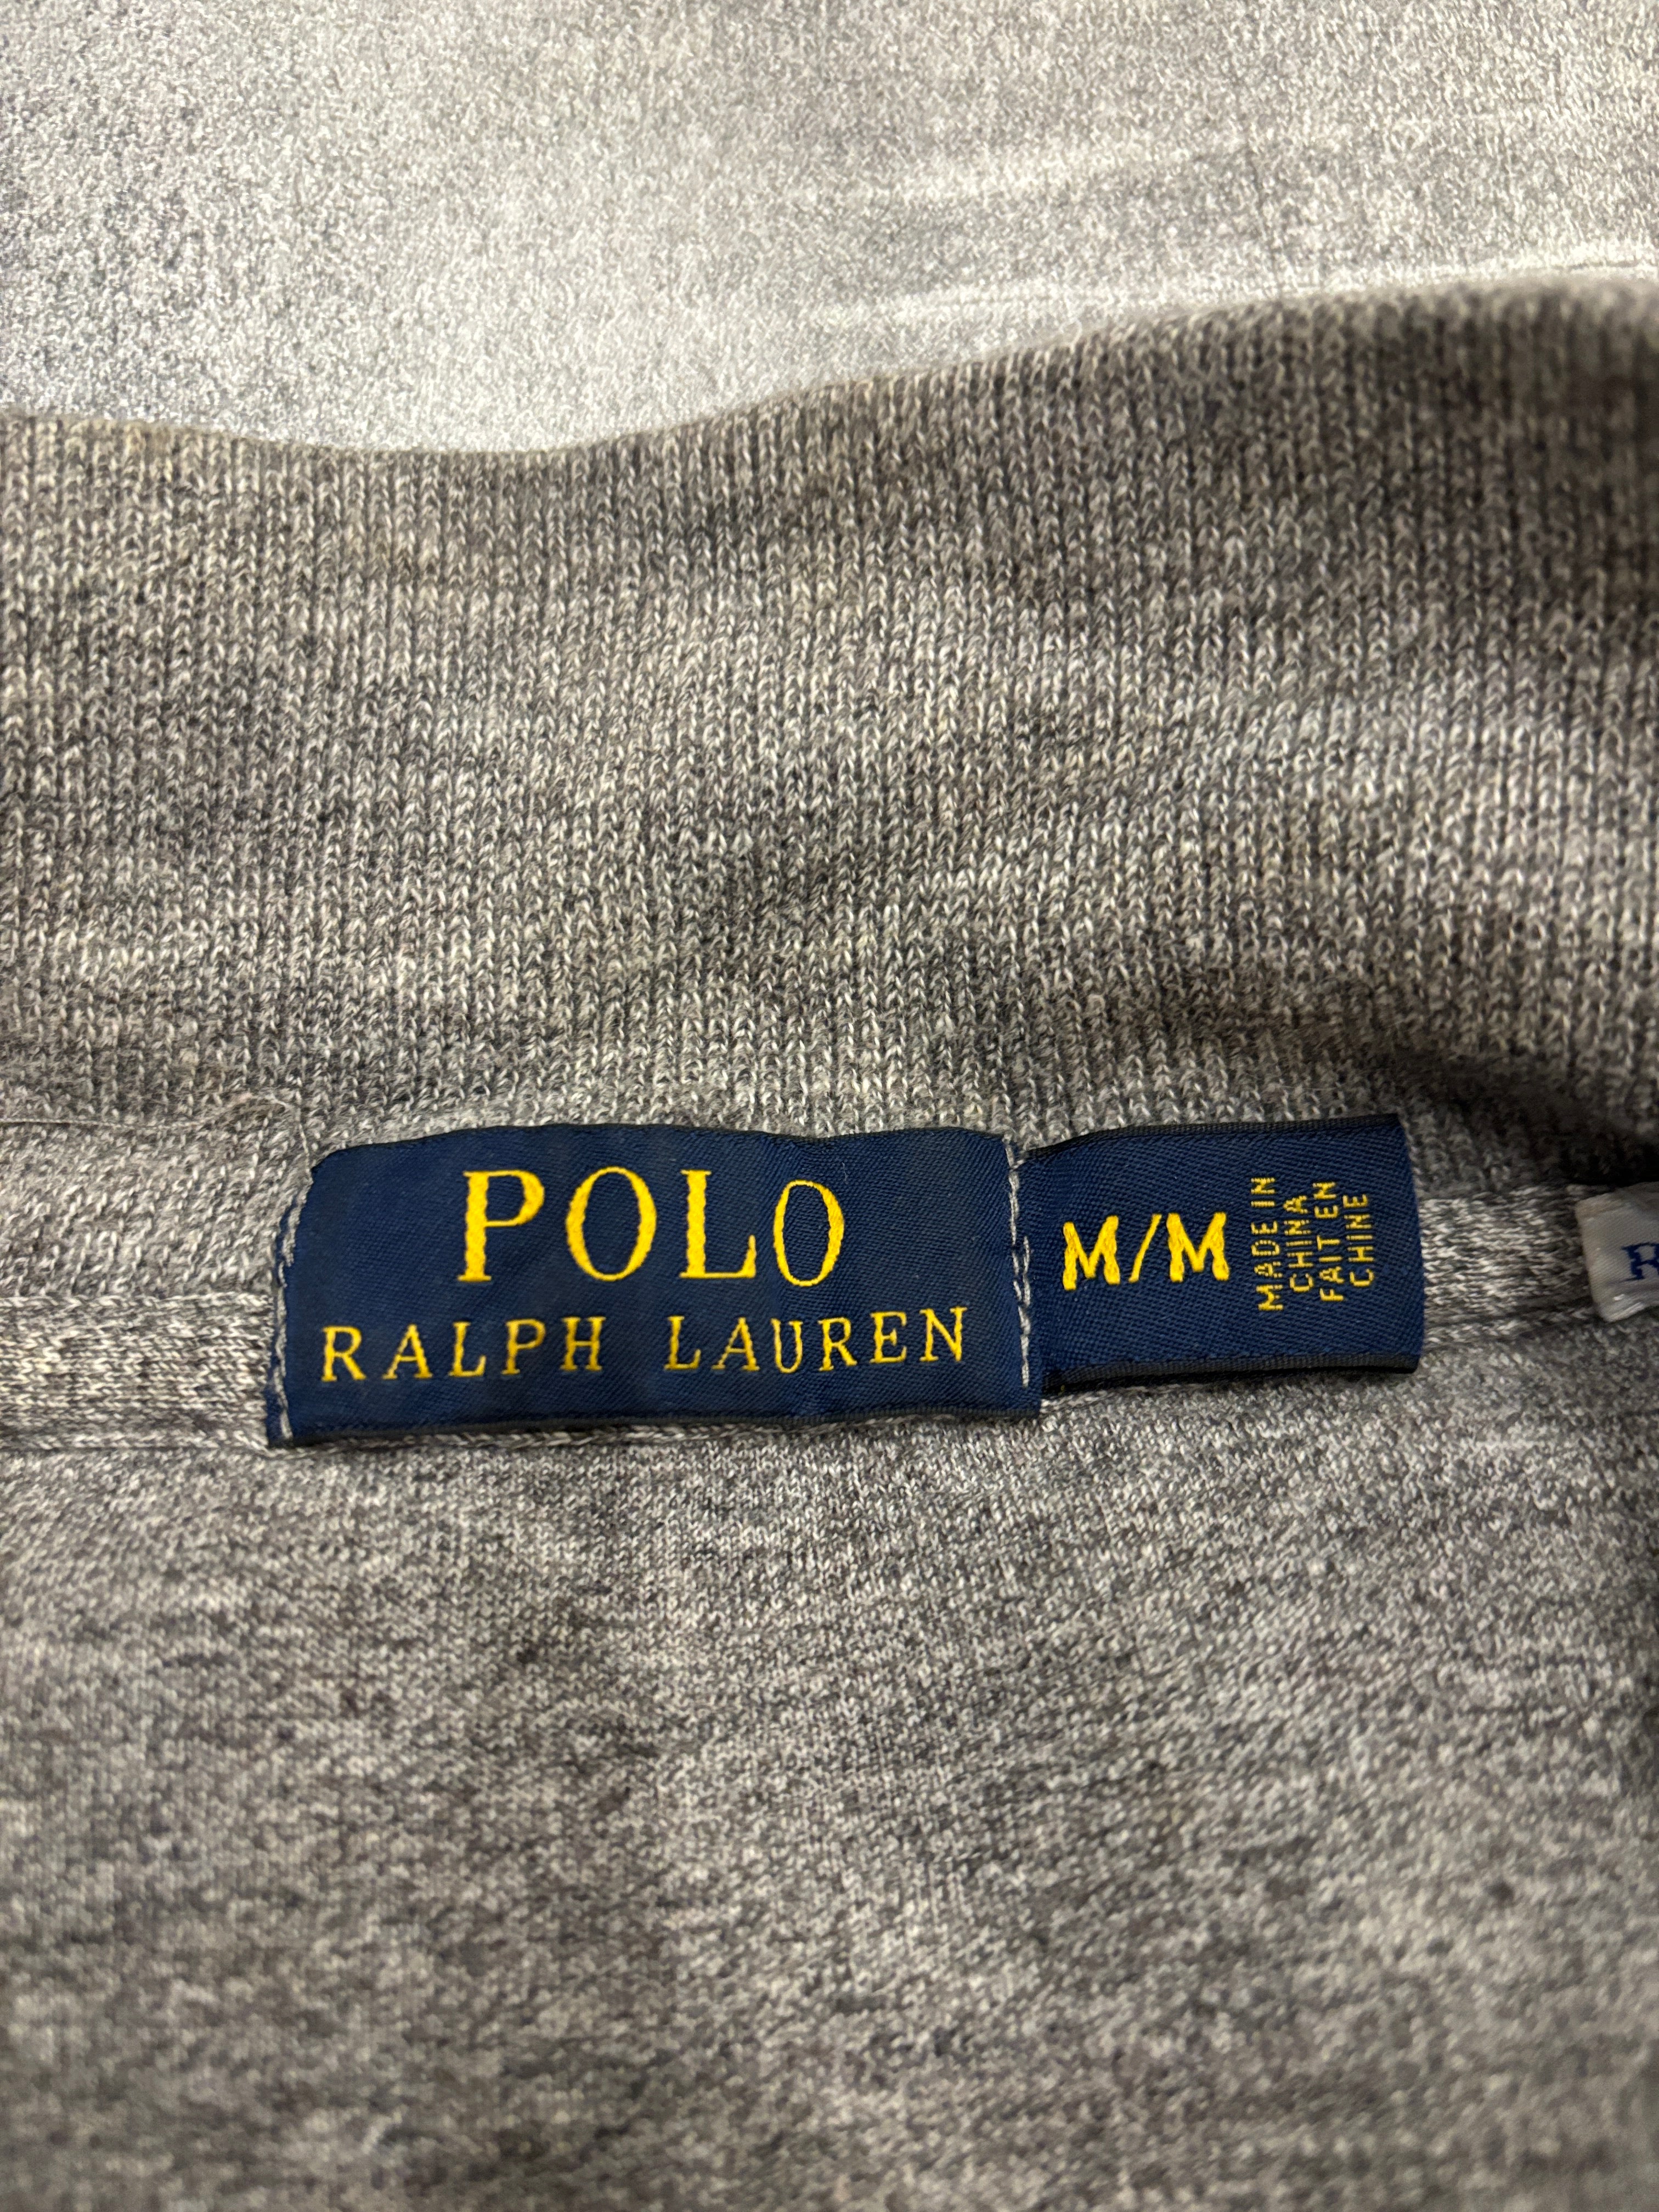 POLO
RALPH LAUREN
M/M
MADE IN
CHINA
FAIT EN
CHINE
R